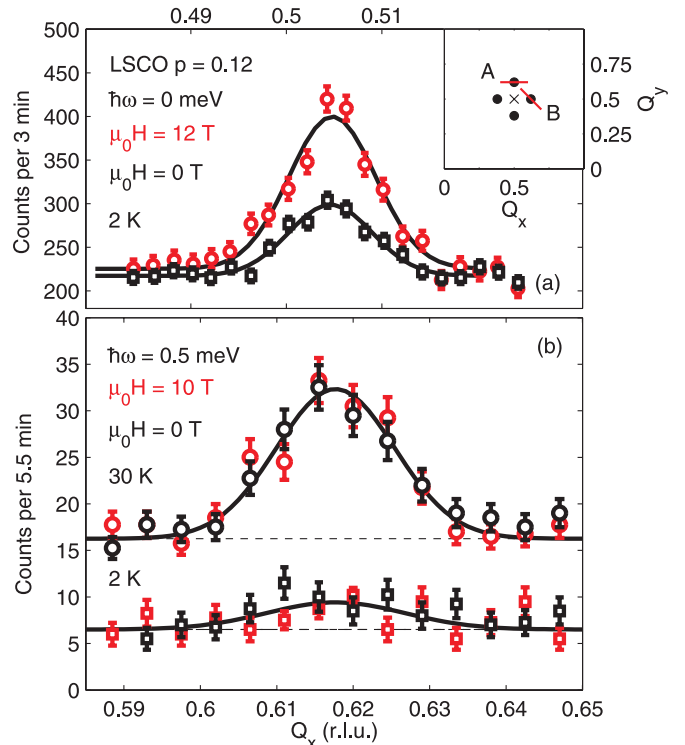 0.49 0.5 0.51
500
450
400
350
300
250
200
Counts per 3 min
LSCO p = 0.12
ħω = 0 meV
μ₀H = 12 T
μ₀H = 0 T
2 K
(a)
A
B
0.75
0.5
0.25
0
Q_y
0 0.5 1
Q_x
40
35
30
25
20
15
10
5
0
Counts per 5.5 min
(b)
ħω = 0.5 meV
μ₀H = 10 T
μ₀H = 0 T
30 K
2 K
0.59 0.6 0.61 0.62 0.63 0.64 0.65
Q_x (r.l.u.)